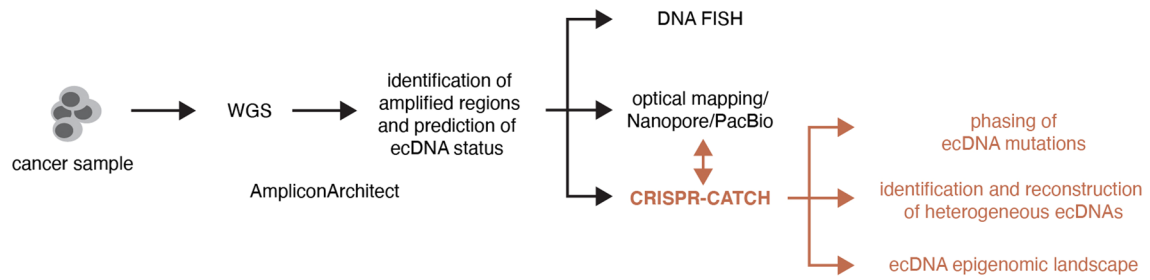 cancer sample
WGS
AmpliconArchitect
identification of
amplified regions
and prediction of
ecDNA status
DNA FISH
optical mapping/
Nanopore/PacBio
CRISPR-CATCH
phasing of
ecDNA mutations
identification and reconstruction
of heterogeneous ecDNAs
ecDNA epigenomic landscape